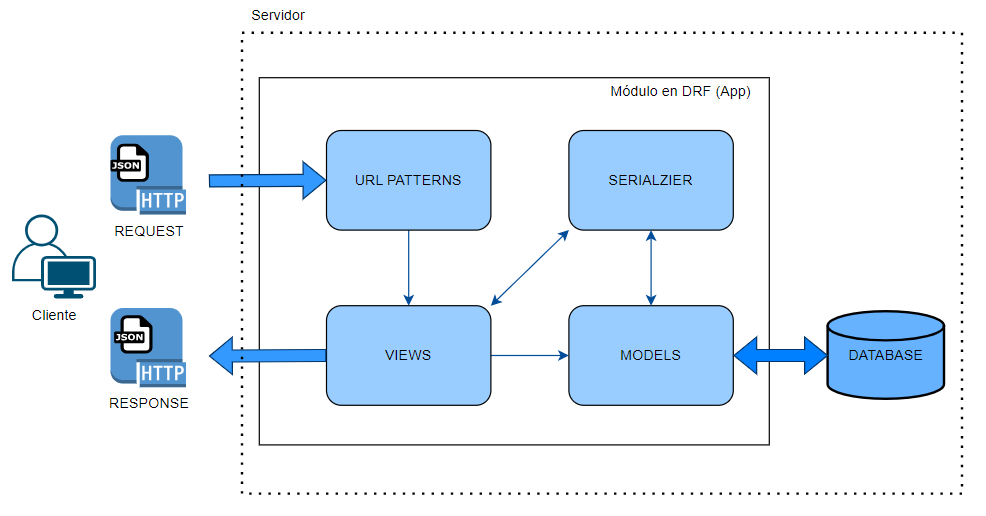 Servidor
Módulo en DRF (App)
JSON
HTTP
REQUEST
URL PATTERNS
SERIALZIER
Cliente
JSON
HTTP
RESPONSE
VIEWS
MODELS
DATABASE